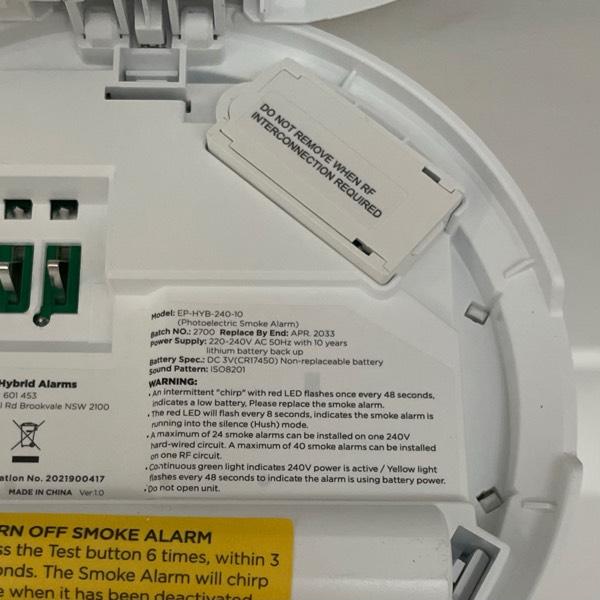 DO NOT REMOVE WHEN RF
INTERCONNECTION REQUIRED
Model: EP-HYB-240-10
(Photoelectric Smoke Alarm)
Batch NO.: 2700 Replace By End: APR. 2033
Power Supply: 220-240V AC 50Hz with 10 years
lithium battery back up
Battery Spec.: DC 3V(CR17450) Non-replaceable battery
Sound Pattern: ISO8201
WARNING:
• An intermittent "chirp" with red LED flashes once every 48 seconds,
indicates a low battery, Please replace the smoke alarm.
• The red LED will flash every 8 seconds, indicates the smoke alarm is
running into the silence (Hush) mode.
• A maximum of 24 smoke alarms can be installed on one 240V
hard-wired circuit. A maximum of 40 smoke alarms can be installed
on one RF circuit.
• Continuous green light indicates 240V power is active / Yellow light
flashes every 48 seconds to indicate the alarm is using battery power.
• Do not open unit.
Hybrid Alarms
601 453
Rd Brookvale NSW 2100
ation No. 2021900417
MADE IN CHINA Ver:1.0
RN OFF SMOKE ALARM
ss the Test button 6 times, within 3
onds. The Smoke Alarm will chirp
e when it has been deactivated